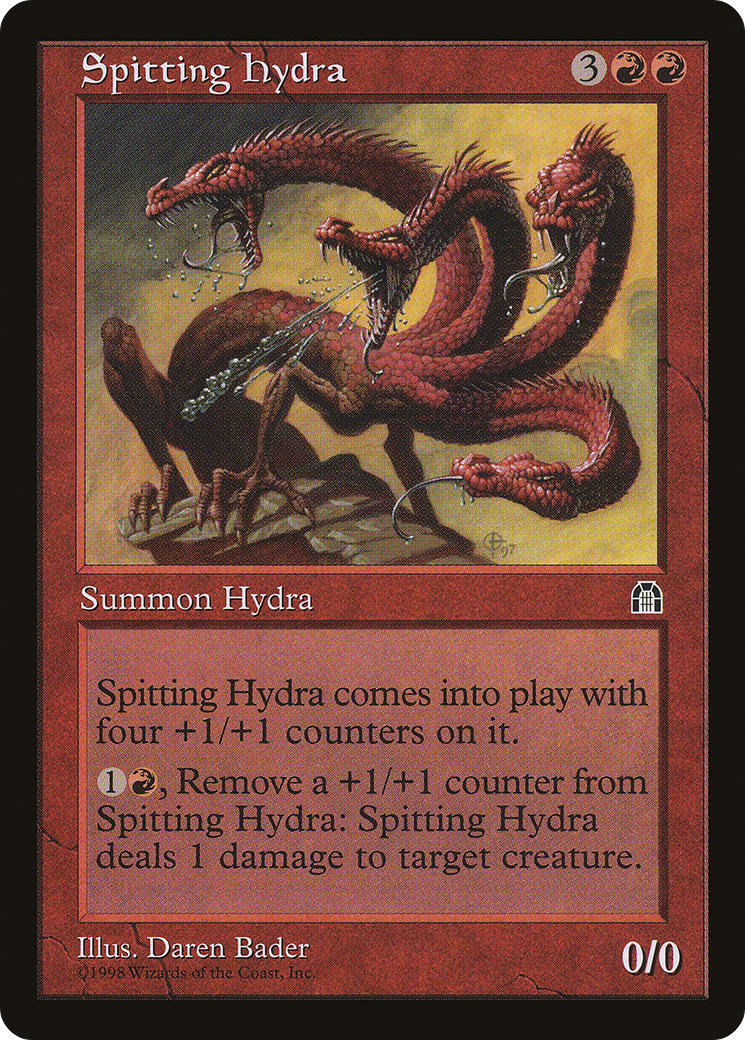 Spitting Hydra 3
97
Summon Hydra
Spitting Hydra comes into play with
four +1/+1 counters on it.
1, Remove a +1/+1 counter from
Spitting Hydra: Spitting Hydra
deals 1 damage to target creature.
Illus. Daren Bader
©1998 Wizards of the Coast, Inc.
0/0